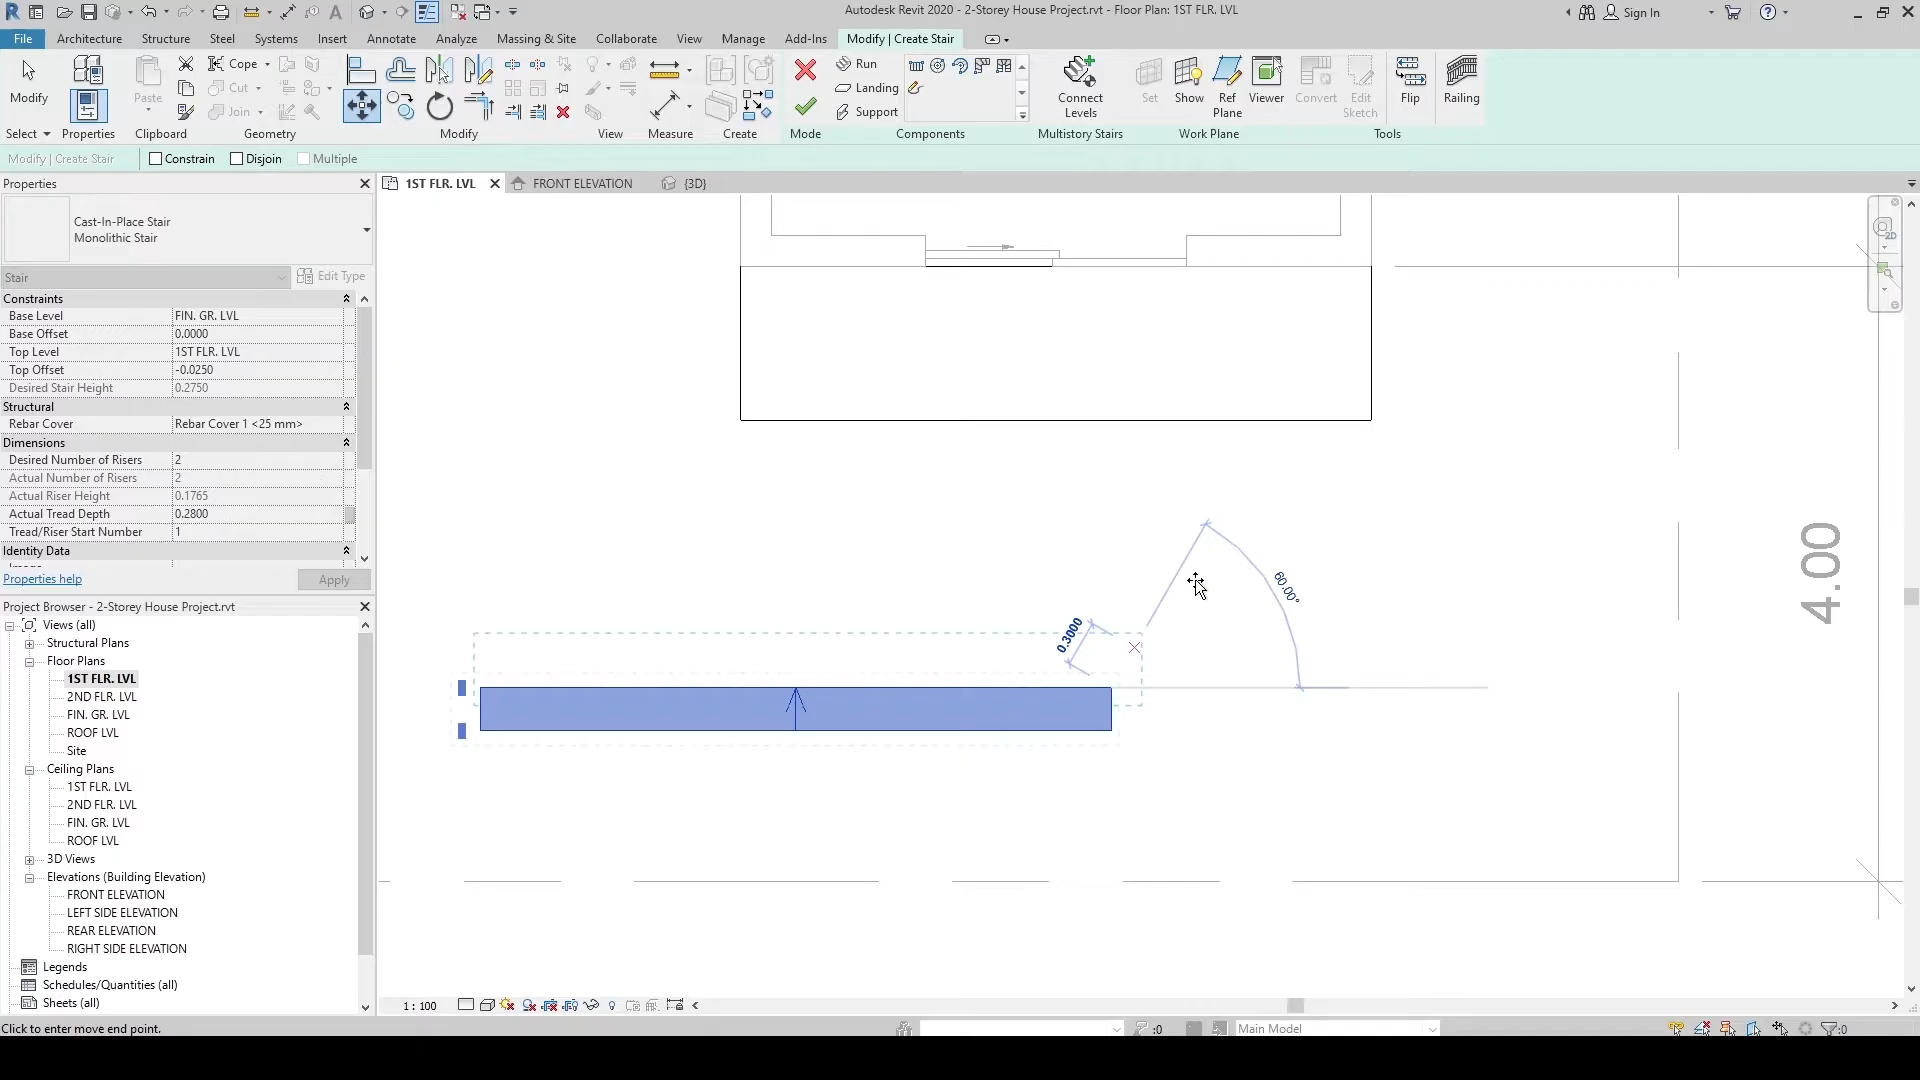 Autodesk Revit 2020 - 2-Storey House Project.rvt - Floor Plan: 1ST FLR. LVL
Sign In
File Architecture Structure Steel Systems Insert Annotate Analyze Massing & Site Collaborate View Manage Add-Ins Modify | Create Stair
Modify
Paste
Cope
Cut
Join
Run
Landing
Support
Connect Levels
Set
Show
Ref Plane
Viewer
Convert
Edit Sketch
Flip
Railing
Select Properties Clipboard Geometry Modify View Measure Create Mode Components Multistory Stairs Work Plane Tools
Modify | Create Stair
Constrain
Disjoin
Multiple
Properties
1ST FLR. LVL
FRONT ELEVATION
{3D}
Cast-In-Place Stair
Monolithic Stair
Stair
Edit Type
Constraints
Base Level FIN. GR. LVL
Base Offset 0.0000
Top Level 1ST FLR. LVL
Top Offset -0.0250
Desired Stair Height 0.2750
Structural
Rebar Cover Rebar Cover 1 <25 mm>
Dimensions
Desired Number of Risers 2
Actual Number of Risers 2
Actual Riser Height 0.1765
Actual Tread Depth 0.2800
Tread/Riser Start Number 1
Identity Data
Properties help
Apply
Project Browser - 2-Storey House Project.rvt
Views (all)
Structural Plans
Floor Plans
1ST FLR. LVL
2ND FLR. LVL
FIN. GR. LVL
ROOF LVL
Site
Ceiling Plans
1ST FLR. LVL
2ND FLR. LVL
FIN. GR. LVL
ROOF LVL
3D Views
Elevations (Building Elevation)
FRONT ELEVATION
LEFT SIDE ELEVATION
REAR ELEVATION
RIGHT SIDE ELEVATION
Legends
Schedules/Quantities (all)
Sheets (all)
2D
0.3000
60.00°
4.00
1 : 100
Click to enter move end point.
:0
Main Model
:0